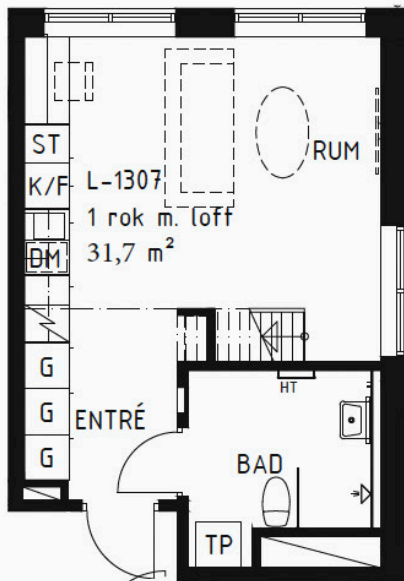 ST
RUM
K/F
L-1307
1 rok m. loft
DM
31,7 m²
G
HT
G
ENTRÉ
G
BAD
TP